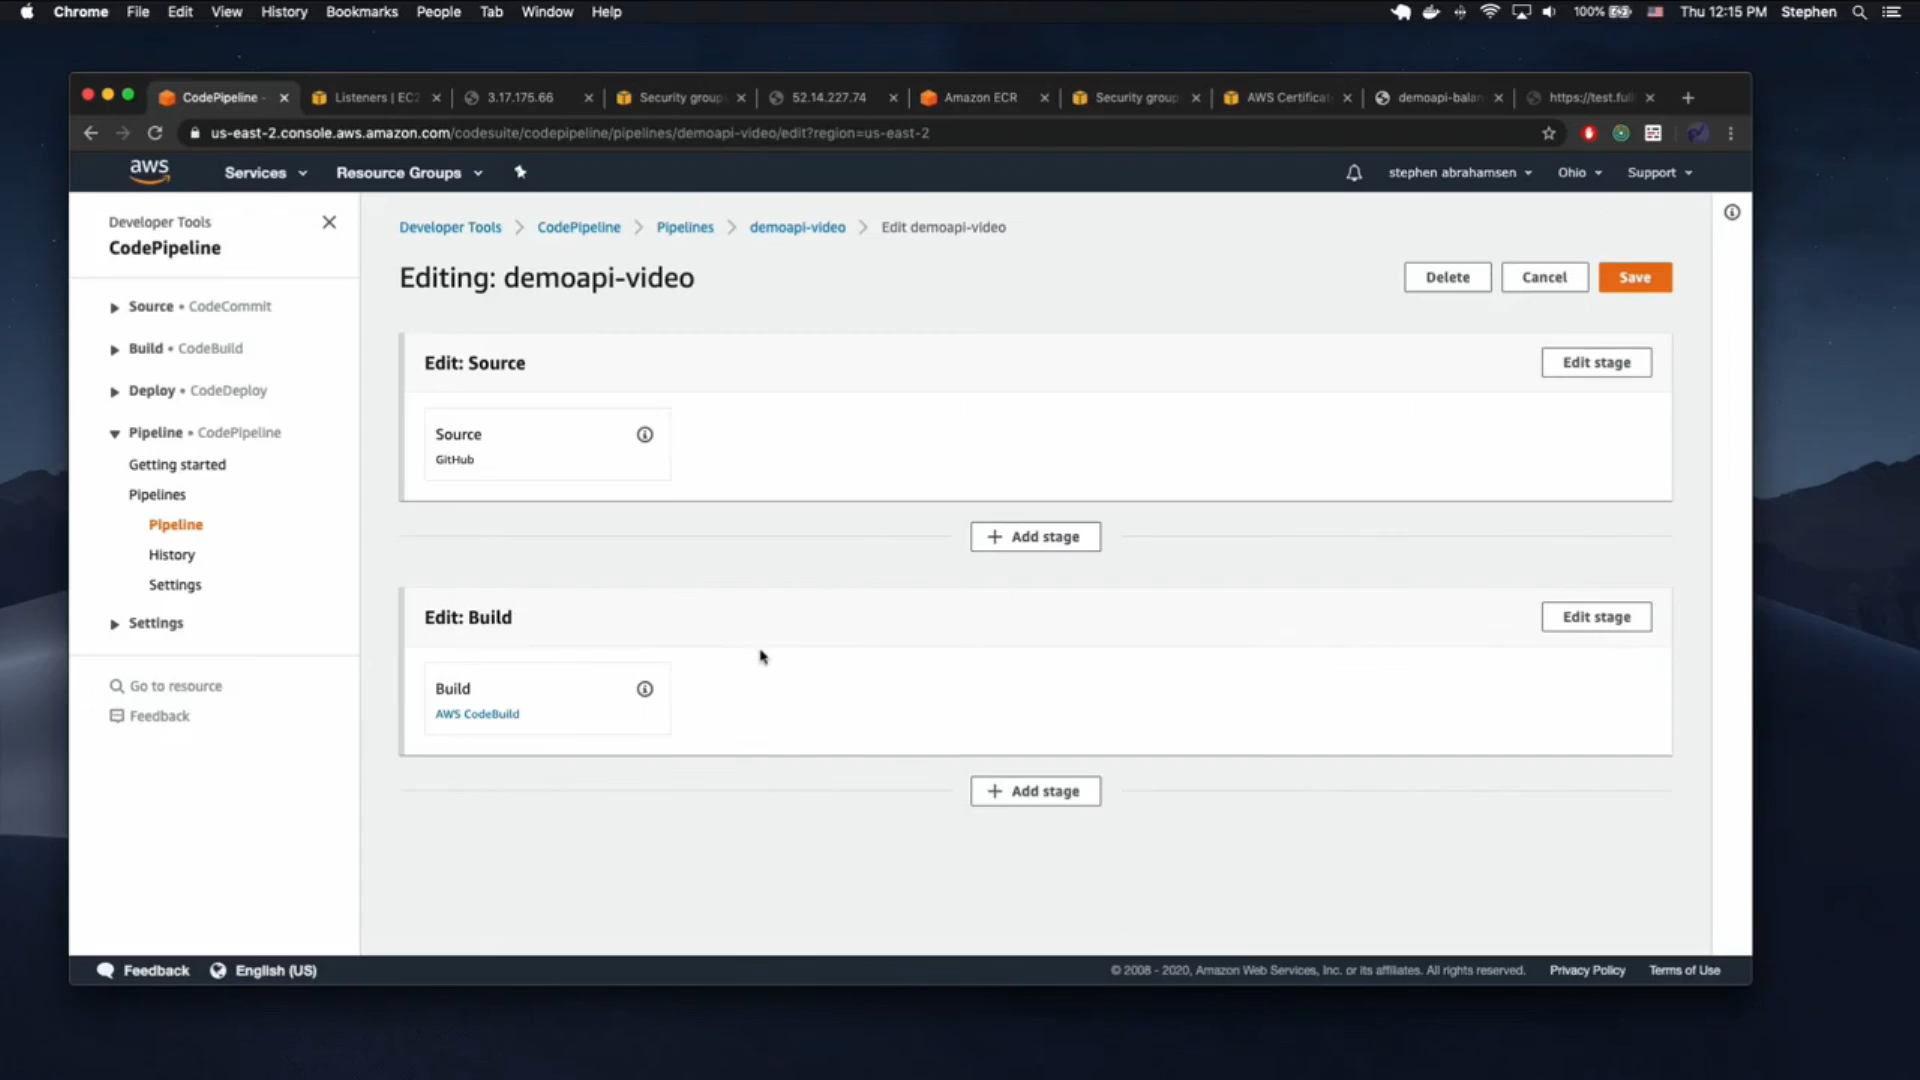 Chrome File Edit View History Bookmarks People Tab Window Help
100% Thu 12:15 PM Stephen
CodePipeline -
Listeners | EC2
3.17.175.66
Security group
52.14.227.74
Amazon ECR
Security group
AWS Certificat
demoapi-balan
https://test.ful
us-east-2.console.aws.amazon.com/codesuite/codepipeline/pipelines/demoapi-video/edit?region=us-east-2
aws
Services
Resource Groups
stephen abrahamsen
Ohio
Support
Developer Tools
CodePipeline
Source • CodeCommit
Build • CodeBuild
Deploy • CodeDeploy
Pipeline • CodePipeline
Getting started
Pipelines
Pipeline
History
Settings
Settings
Go to resource
Feedback
Developer Tools > CodePipeline > Pipelines > demoapi-video > Edit demoapi-video
Editing: demoapi-video
Delete
Cancel
Save
Edit: Source
Edit stage
Source
GitHub
+ Add stage
Edit: Build
Edit stage
Build
AWS CodeBuild
+ Add stage
Feedback
English (US)
© 2008 - 2020, Amazon Web Services, Inc. or its affiliates. All rights reserved.
Privacy Policy
Terms of Use